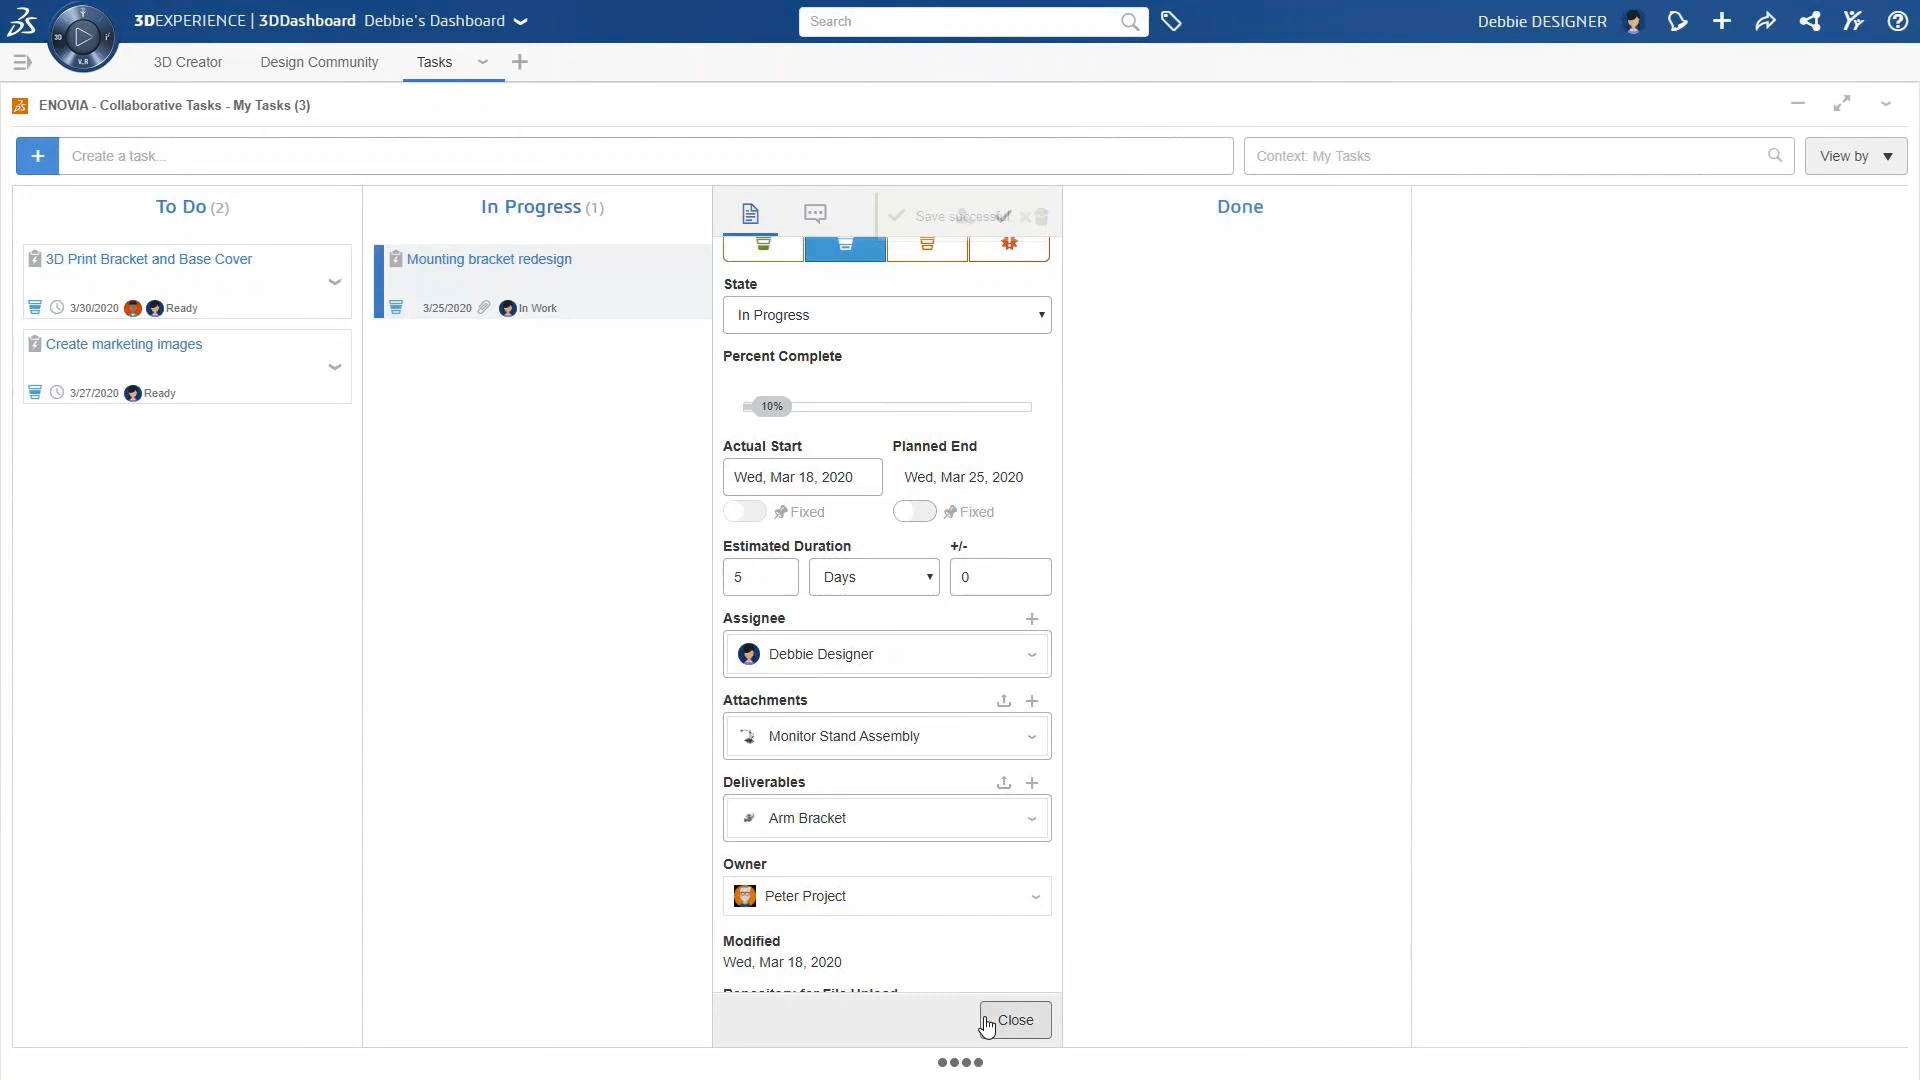 3DEXPERIENCE | 3DDashboard Debbie's Dashboard
Search
Debbie DESIGNER
3D
i²
V.R
3D Creator
Design Community
Tasks
ENOVIA - Collaborative Tasks - My Tasks (3)
Create a task...
Context: My Tasks
View by
To Do (2)
In Progress (1)
Done
Save successful
3D Print Bracket and Base Cover
3/30/2020
Ready
Create marketing images
3/27/2020
Ready
Mounting bracket redesign
3/25/2020
In Work
State
In Progress
Percent Complete
10%
Actual Start
Planned End
Wed, Mar 18, 2020
Wed, Mar 25, 2020
Fixed
Fixed
Estimated Duration
+/-
5
Days
0
Assignee
Debbie Designer
Attachments
Monitor Stand Assembly
Deliverables
Arm Bracket
Owner
Peter Project
Modified
Wed, Mar 18, 2020
Repository for File Upload
Close